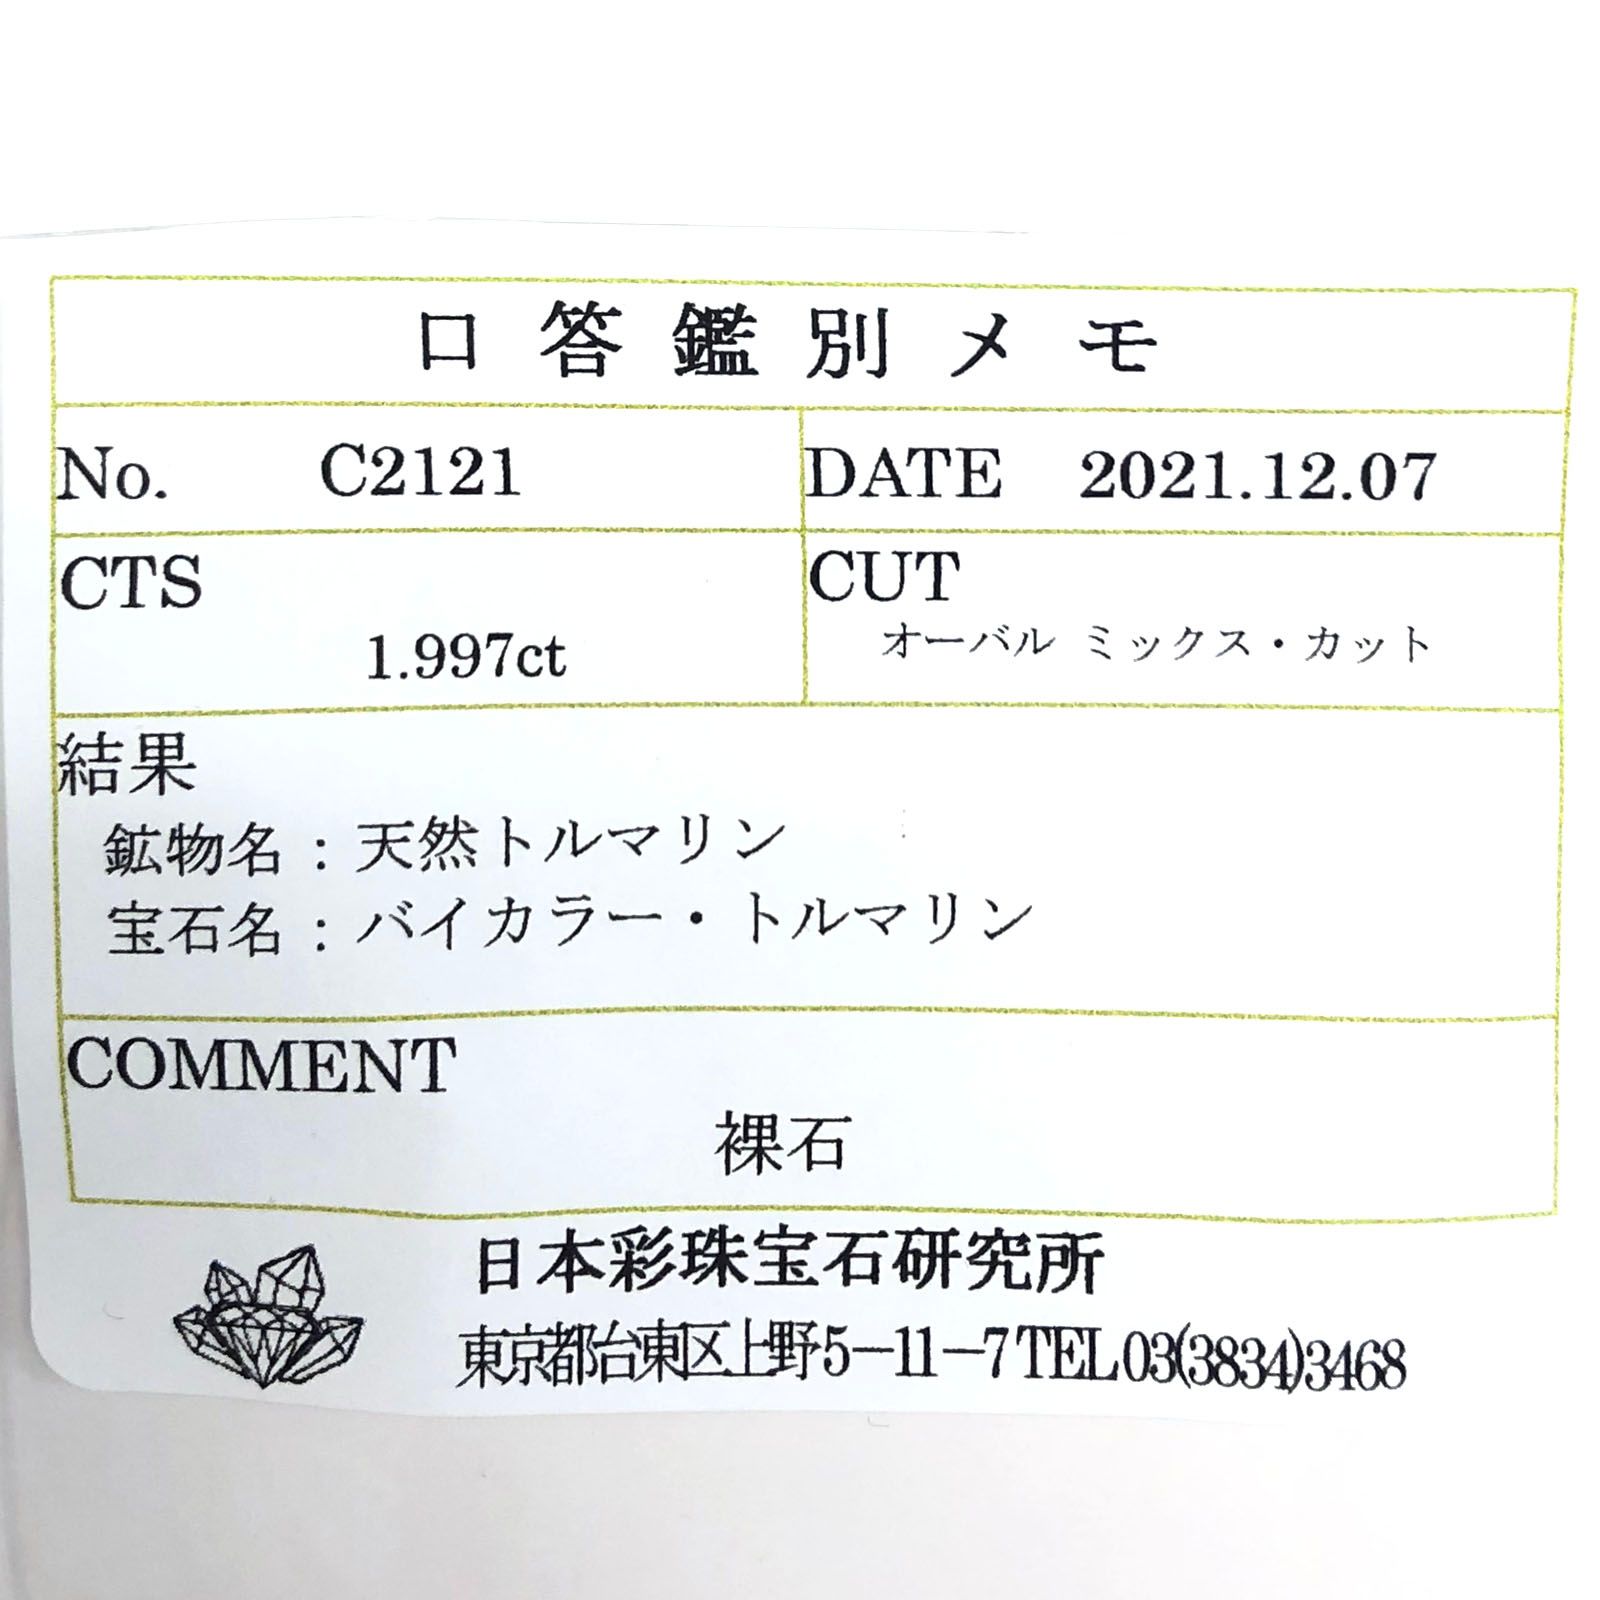 口答鑑別メモ
No. C2121 DATE 2021.12.07
CTS CUT
1.997ct オーバル ミックス・カット
結果
鉱物名：天然トルマリン
宝石名：バイカラー・トルマリン
COMMENT
裸石
日本彩珠宝石研究所
東京都台東区上野5－11－7 TEL 03(3834)3468